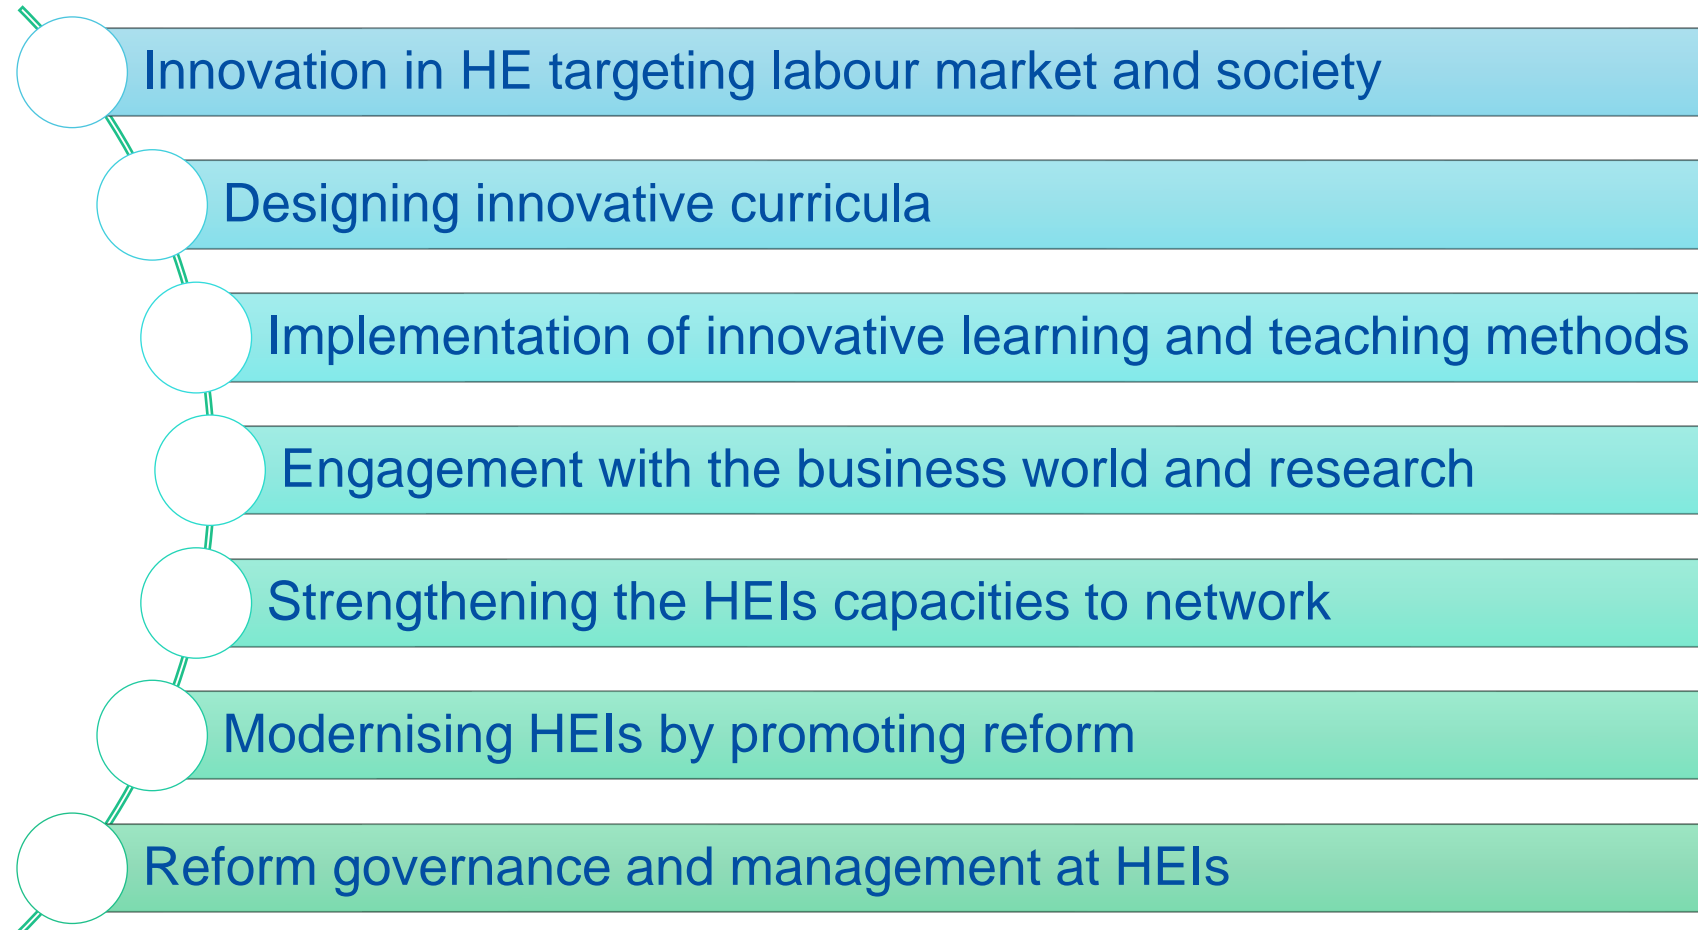 Innovation in HE targeting labour market and society
Designing innovative curricula
Implementation of innovative learning and teaching methods
Engagement with the business world and research
Strengthening the HEIs capacities to network
Modernising HEIs by promoting reform
Reform governance and management at HEIs